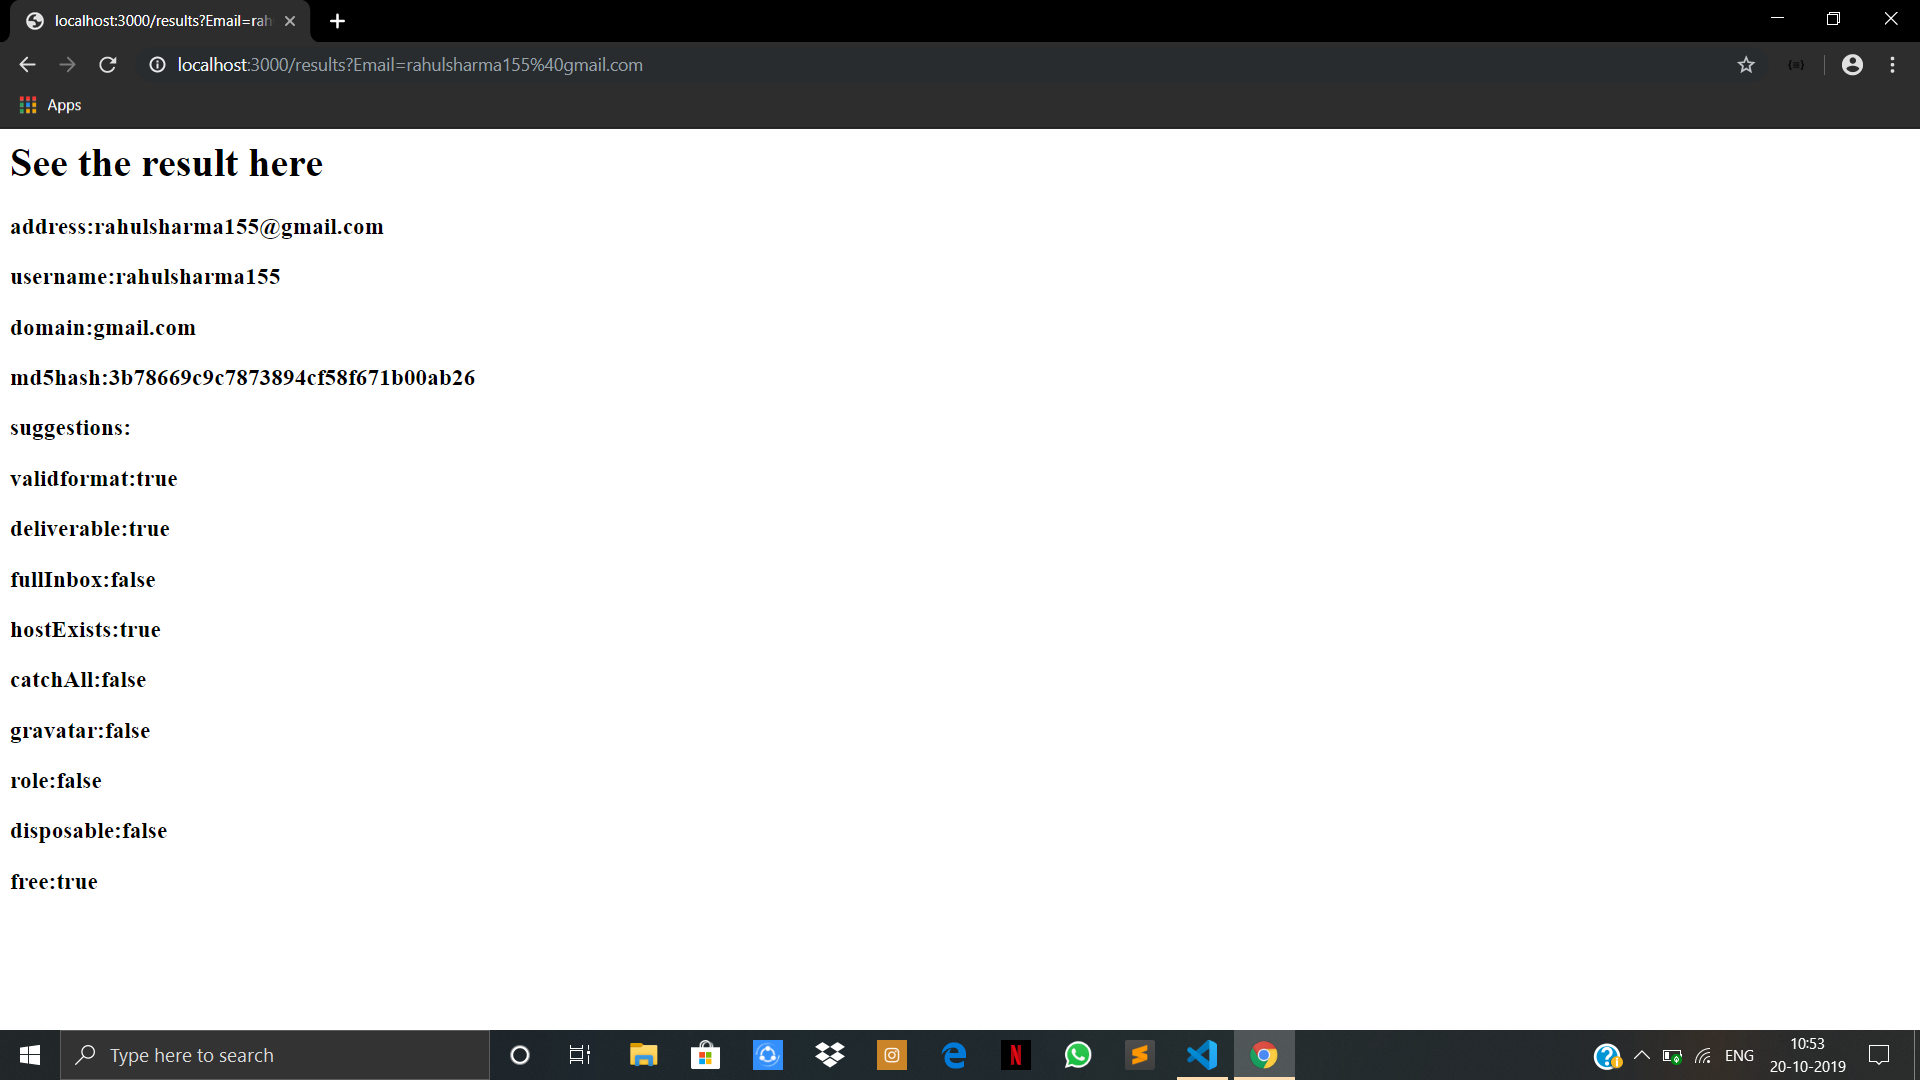 localhost:3000/results?Email=rah
localhost:3000/results?Email=rahulsharma155%40gmail.com
Apps
See the result here
address:rahulsharma155@gmail.com
username:rahulsharma155
domain:gmail.com
md5hash:3b78669c9c7873894cf58f671b00ab26
suggestions:
validformat:true
deliverable:true
fullInbox:false
hostExists:true
catchAll:false
gravatar:false
role:false
disposable:false
free:true
Type here to search
ENG
10:53
20-10-2019